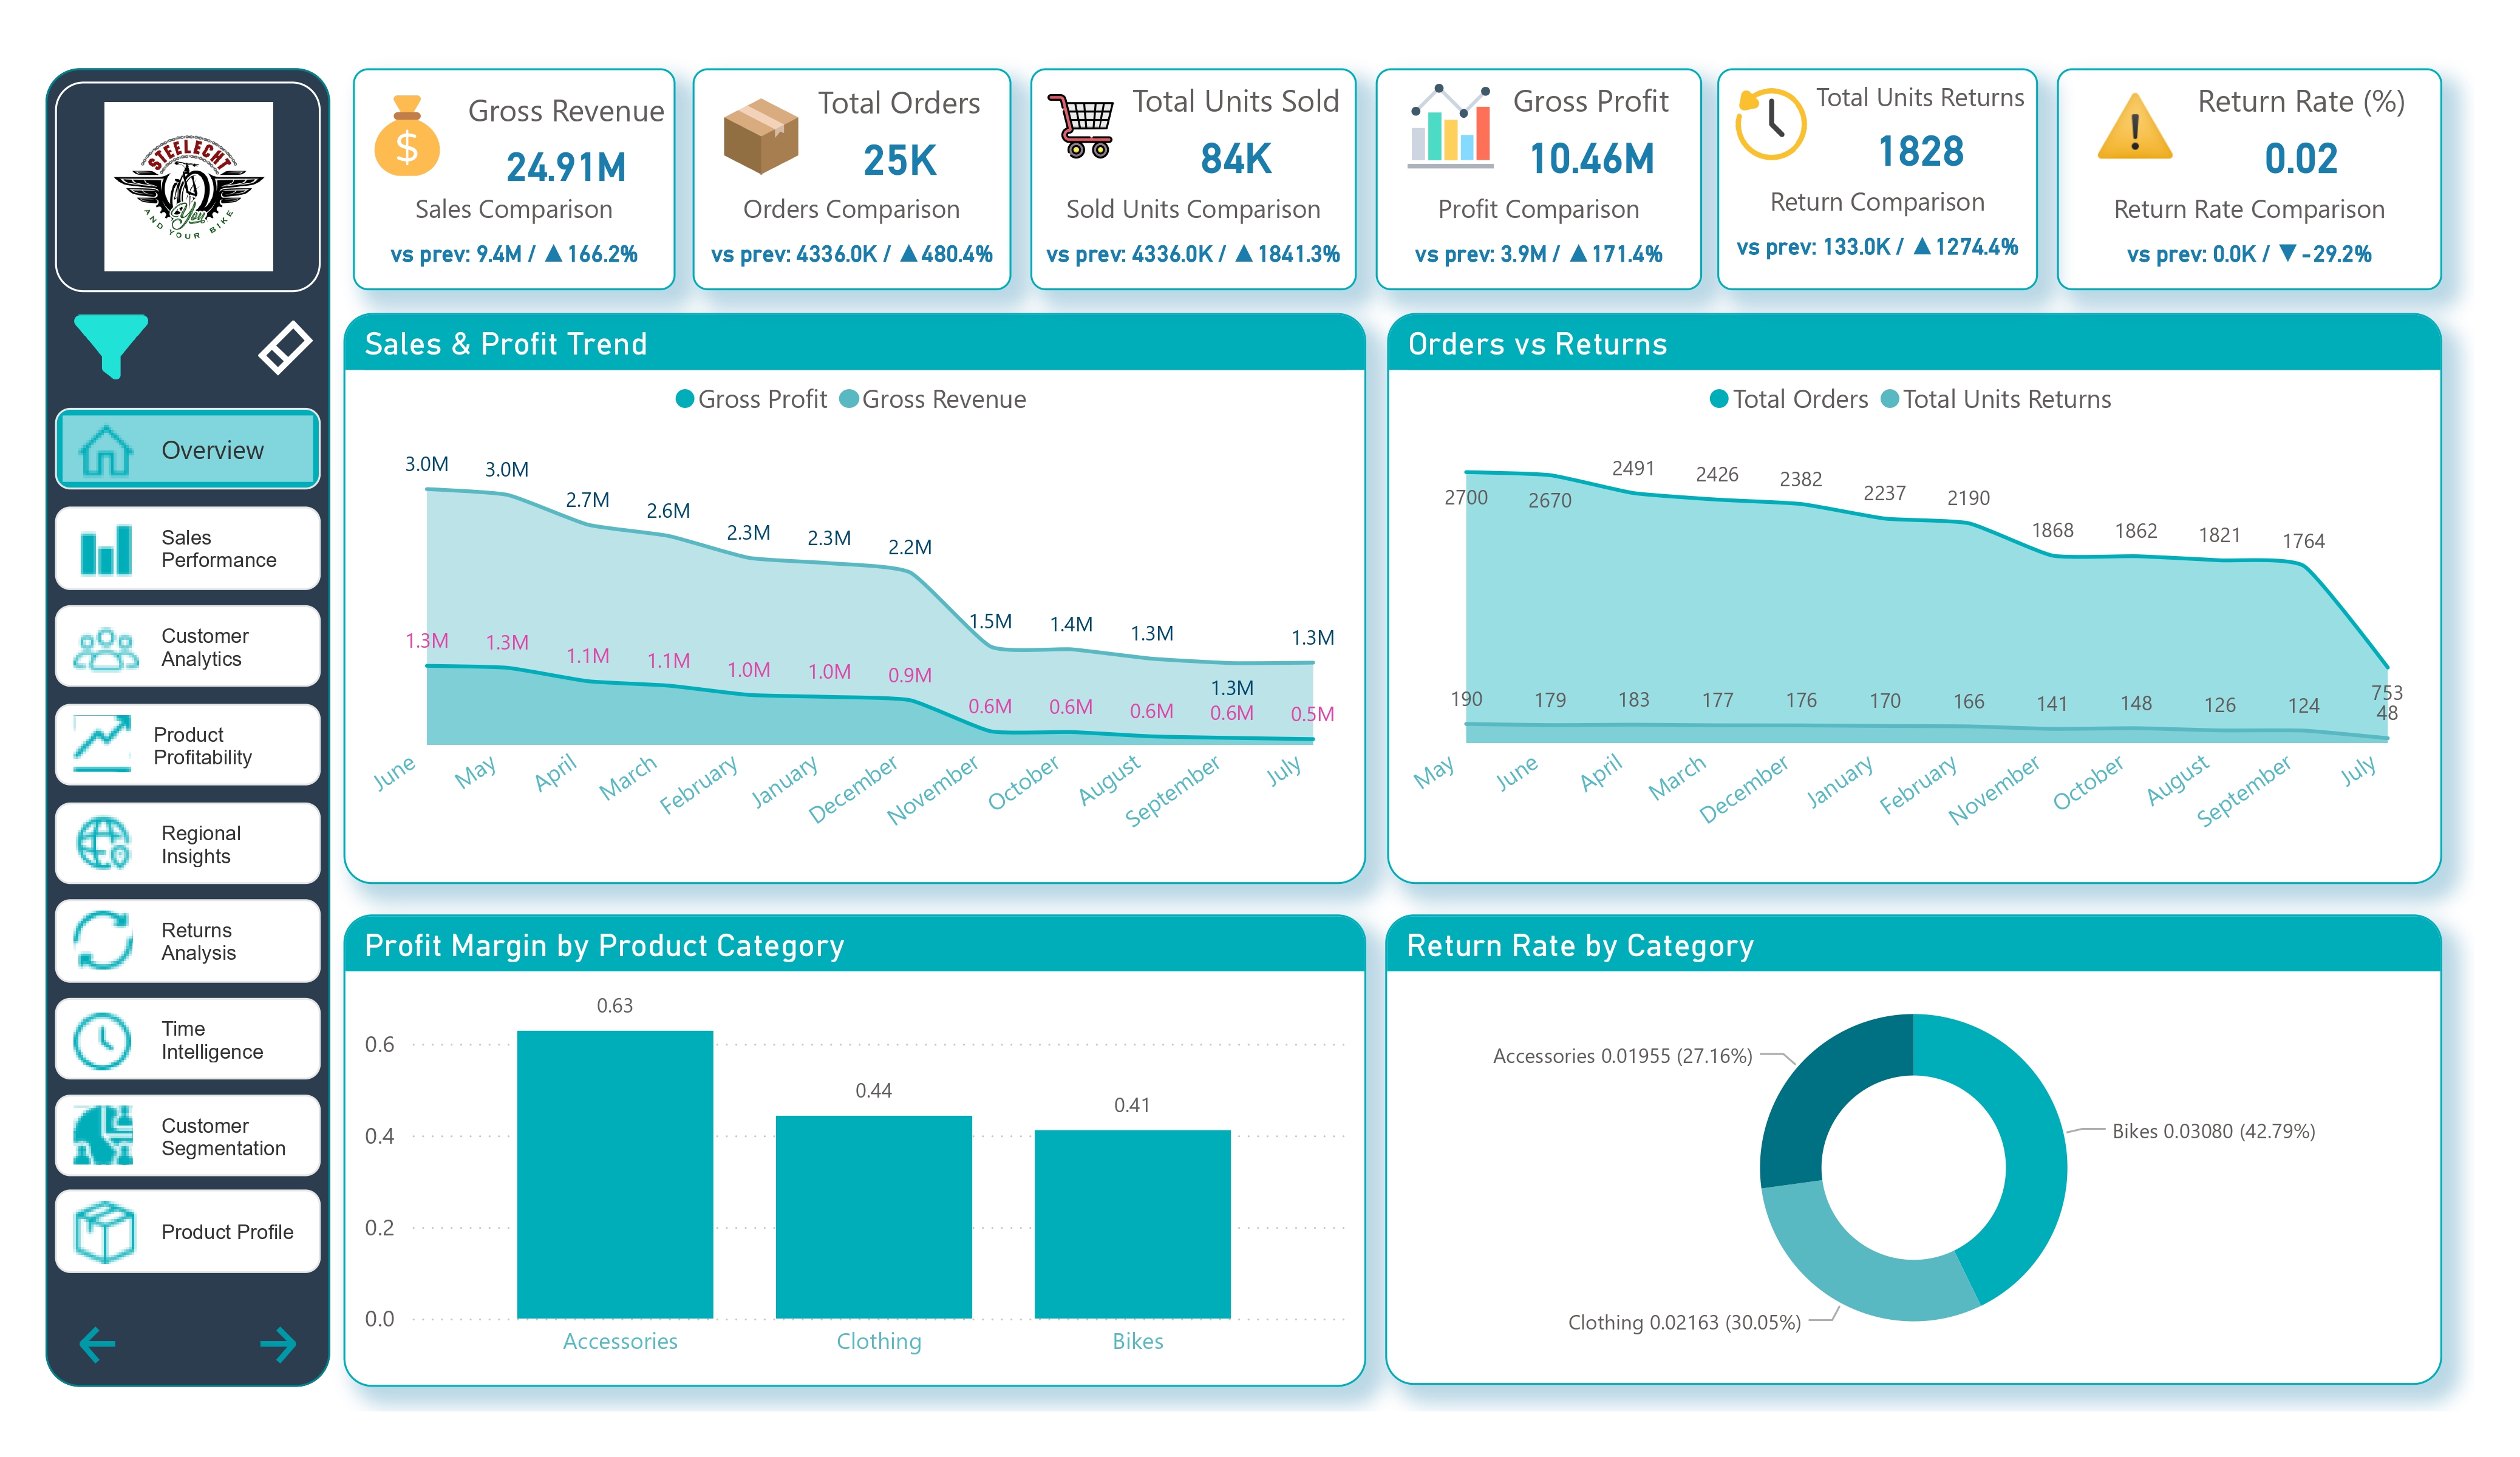 STEELECHT
You
AND YOUR BIKE
Overview
Sales
Performance
Customer
Analytics
Product
Profitability
Regional
Insights
Returns
Analysis
Time
Intelligence
Customer
Segmentation
Product Profile
Gross Revenue
24.91M
Sales Comparison
vs prev: 9.4M / ▲166.2%
Total Orders
25K
Orders Comparison
vs prev: 4336.0K / ▲480.4%
Total Units Sold
84K
Sold Units Comparison
vs prev: 4336.0K / ▲1841.3%
Gross Profit
10.46M
Profit Comparison
vs prev: 3.9M / ▲171.4%
Total Units Returns
1828
Return Comparison
vs prev: 133.0K / ▲1274.4%
Return Rate (%)
0.02
Return Rate Comparison
vs prev: 0.0K / ▼-29.2%
Sales & Profit Trend
Gross Profit Gross Revenue
3.0M 3.0M 2.7M 2.6M 2.3M 2.3M 2.2M 1.5M 1.4M 1.3M 1.3M 1.3M
1.3M 1.3M 1.1M 1.1M 1.0M 1.0M 0.9M 0.6M 0.6M 0.6M 0.6M 0.5M
June May April March February January December November October August September July
Orders vs Returns
Total Orders Total Units Returns
2700 2670 2491 2426 2382 2237 2190 1868 1862 1821 1764 753
190 179 183 177 176 170 166 141 148 126 124 48
May June April March December January February November October August September July
Profit Margin by Product Category
0.6
0.4
0.2
0.0
0.63
0.44
0.41
Accessories Clothing Bikes
Return Rate by Category
Accessories 0.01955 (27.16%)
Bikes 0.03080 (42.79%)
Clothing 0.02163 (30.05%)